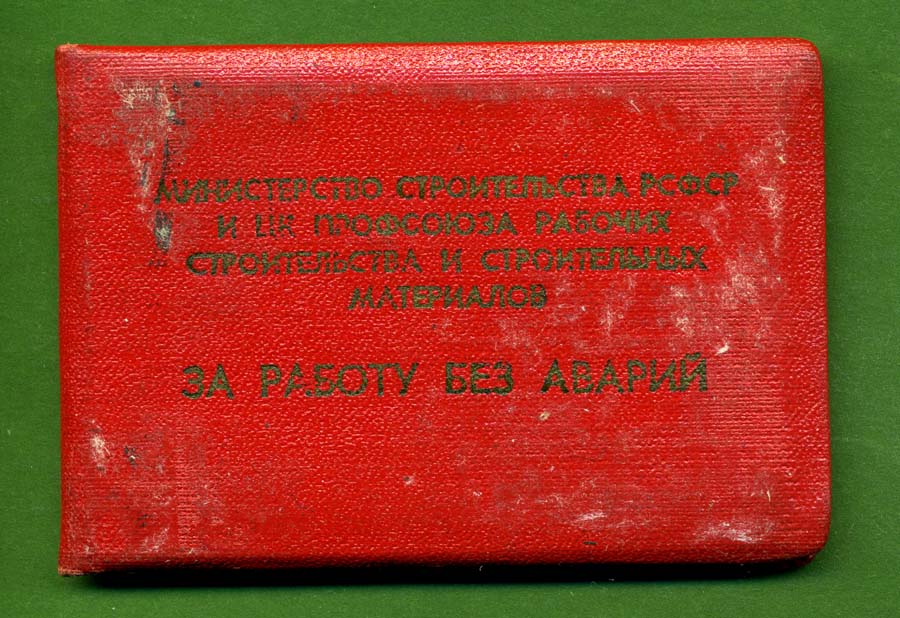 МИНИСТЕРСТВО СТРОИТЕЛЬСТВА РСФСР
И ЦК ПРОФСОЮЗА РАБОЧИХ
СТРОИТЕЛЬСТВА И СТРОИТЕЛЬНЫХ
МАТЕРИАЛОВ
ЗА РАБОТУ БЕЗ АВАРИЙ